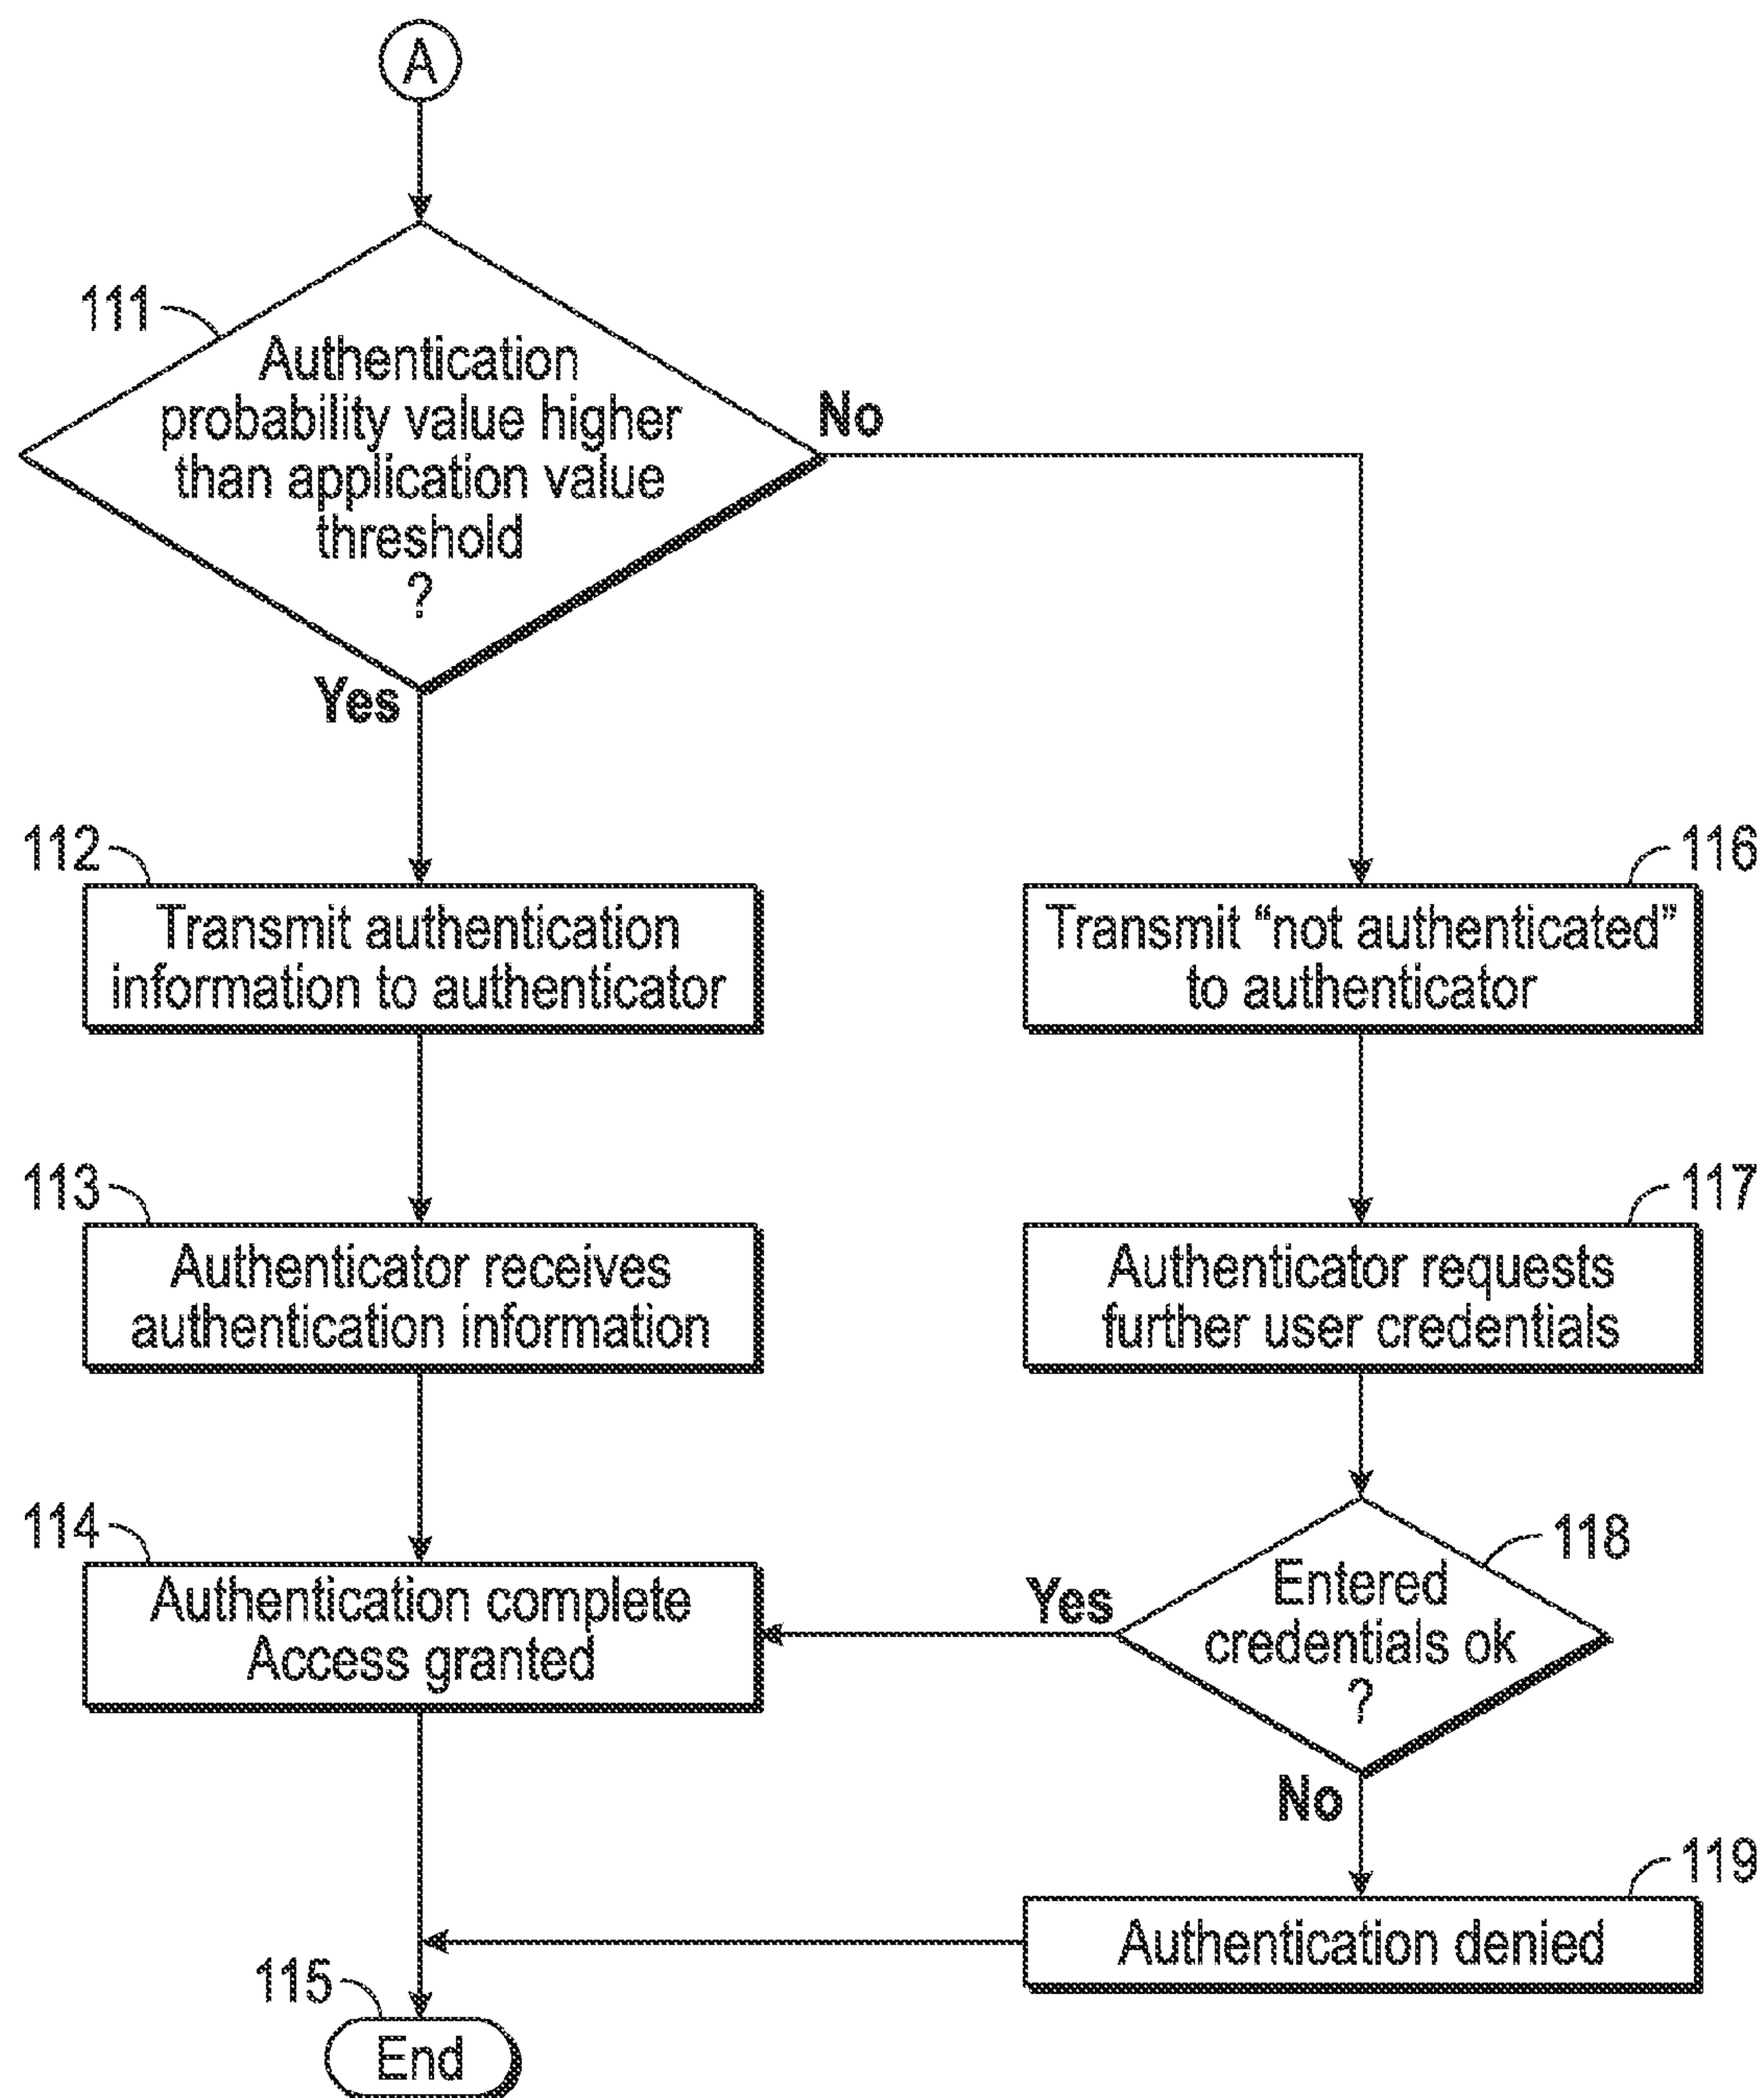 A
111
Authentication
probability value higher
than application value
threshold
?
No
Yes
112
Transmit authentication
information to authenticator
116
Transmit “not authenticated”
to authenticator
113
Authenticator receives
authentication information
117
Authenticator requests
further user credentials
114
Authentication complete
Access granted
118
Entered
credentials ok
?
Yes
No
119
Authentication denied
115
End